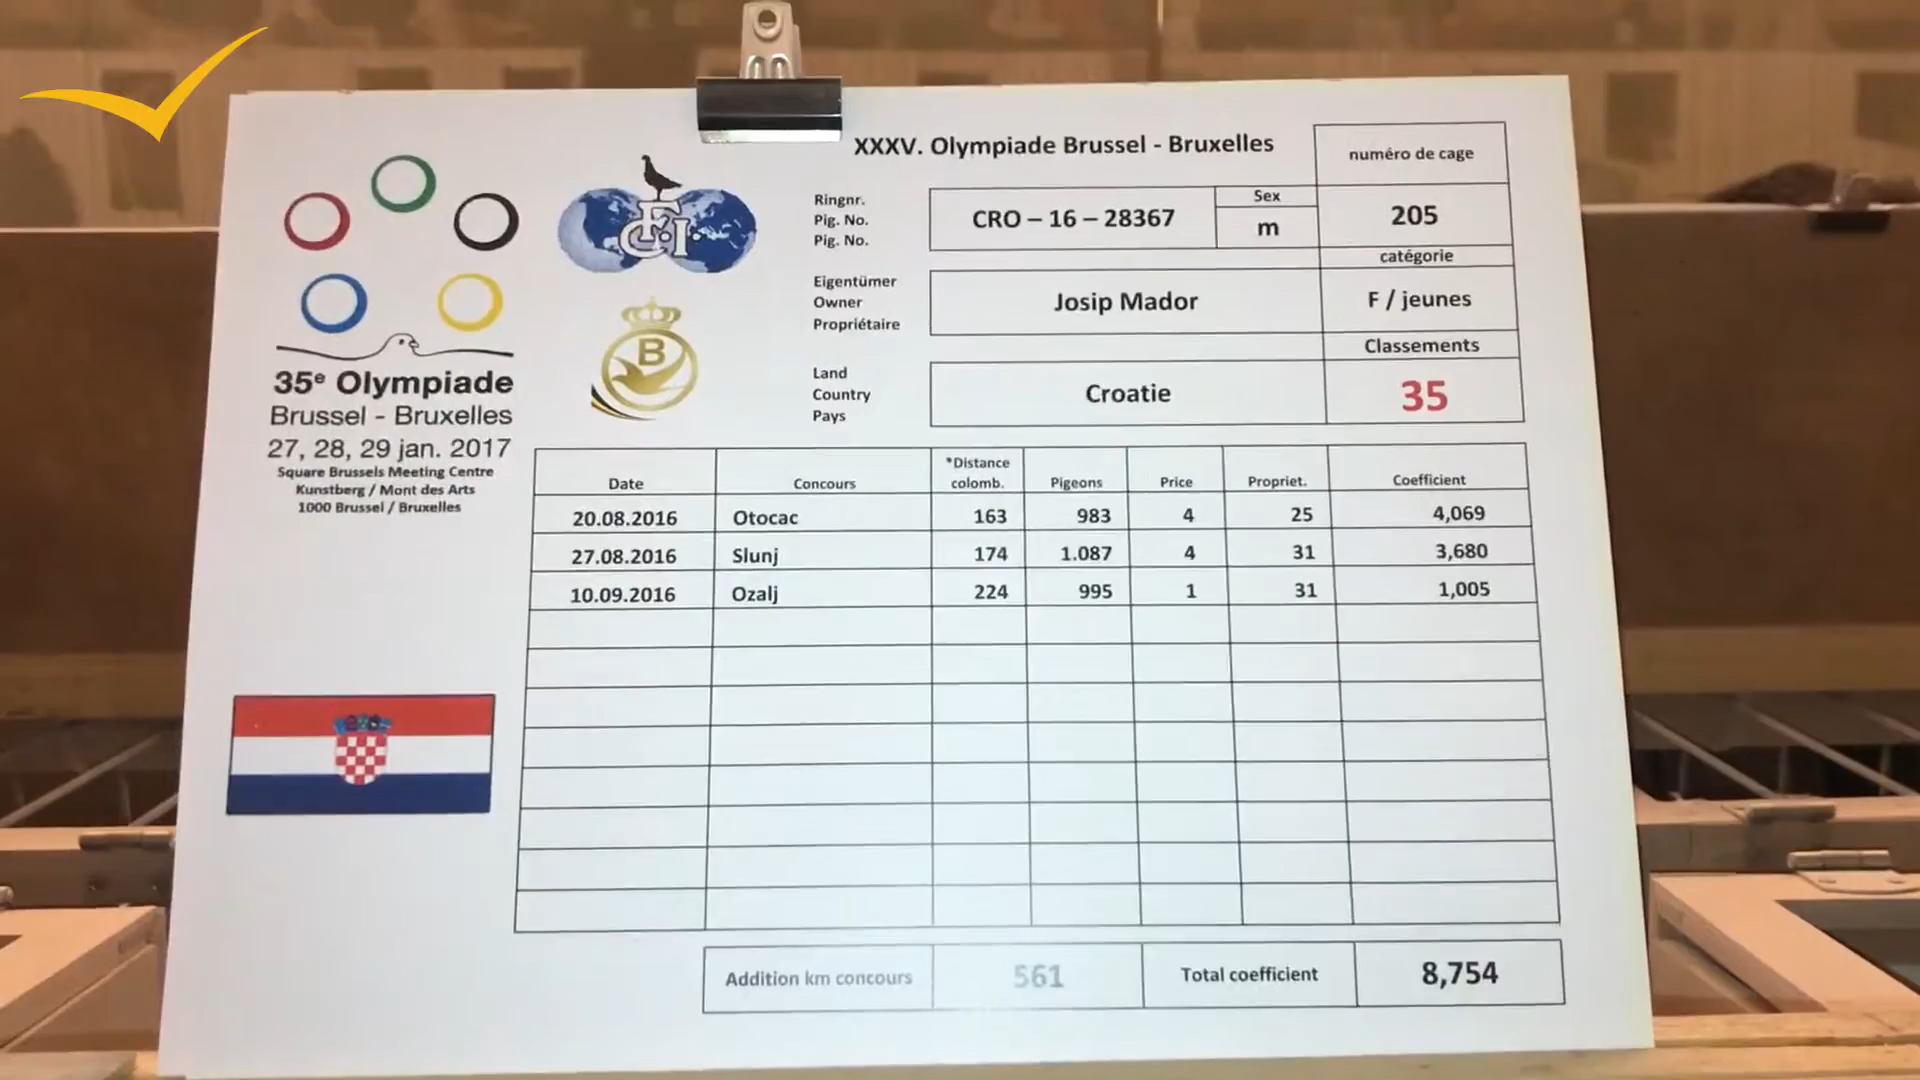 XXXV. Olympiade Brussel - Bruxelles
numéro de cage
Ringnr.
Pig. No.
Pig. No.
CRO – 16 – 28367
Sex
m
205
catégorie
Eigentümer
Owner
Propriétaire
Josip Mador
F / jeunes
Classements
Land
Country
Pays
Croatie
35
F.C.I.
B
35e Olympiade
Brussel - Bruxelles
27, 28, 29 jan. 2017
Square Brussels Meeting Centre
Kunstberg / Mont des Arts
1000 Brussel / Bruxelles
Date Concours *Distance colomb. Pigeons Price Propriet. Coefficient
20.08.2016 Otocac 163 983 4 25 4,069
27.08.2016 Slunj 174 1.087 4 31 3,680
10.09.2016 Ozalj 224 995 1 31 1,005
Addition km concours 561 Total coefficient 8,754